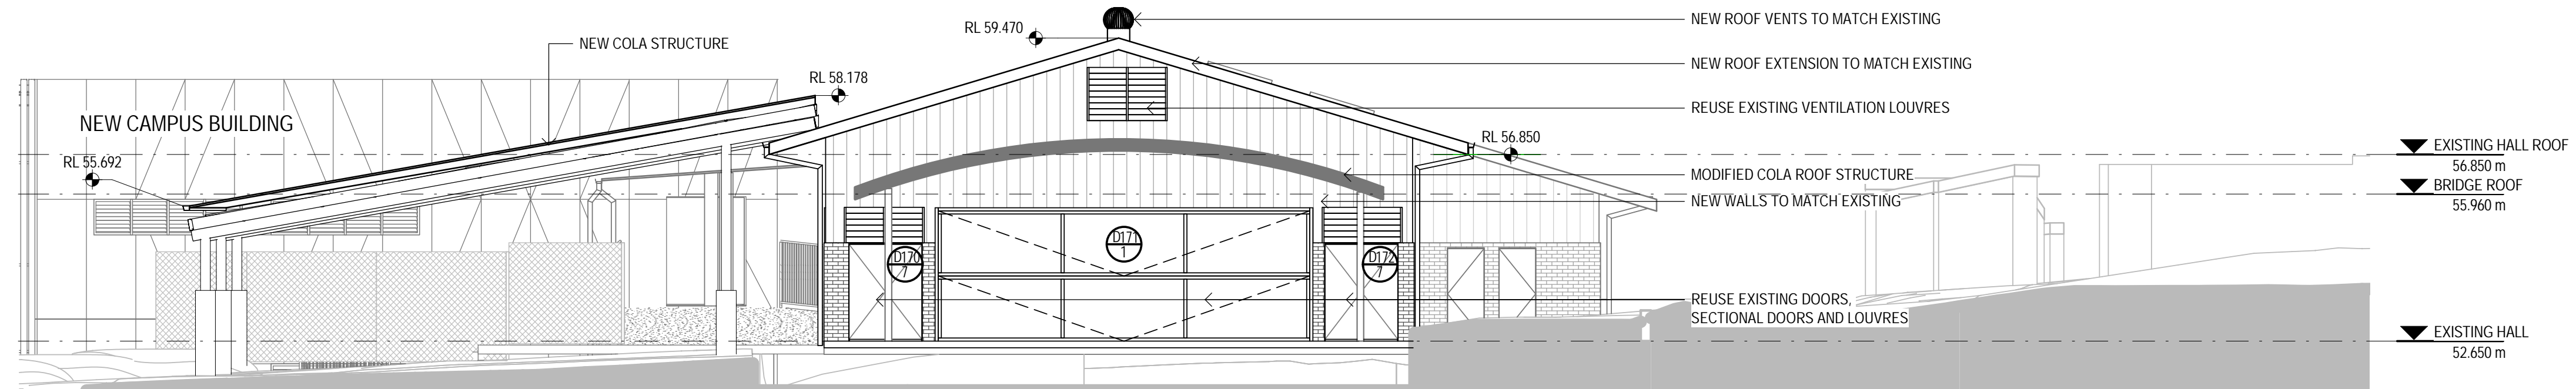 NEW ROOF VENTS TO MATCH EXISTING
RL 59.470
NEW COLA STRUCTURE
NEW ROOF EXTENSION TO MATCH EXISTING
RL 58.178
REUSE EXISTING VENTILATION LOUVRES
NEW CAMPUS BUILDING
RL 56.850
EXISTING HALL ROOF
56.850 m
RL 55.692
MODIFIED COLA ROOF STRUCTURE
BRIDGE ROOF
55.960 m
NEW WALLS TO MATCH EXISTING
D171
1
D170
7
D172
7
REUSE EXISTING DOORS,
SECTIONAL DOORS AND LOUVRES
EXISTING HALL
52.650 m